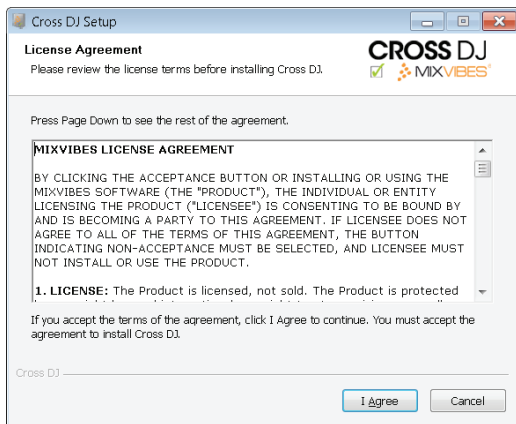 Cross DJ Setup
License Agreement
Please review the license terms before installing Cross DJ.
CROSS DJ
MIXVIBES®
Press Page Down to see the rest of the agreement.
MIXVIBES LICENSE AGREEMENT
BY CLICKING THE ACCEPTANCE BUTTON OR INSTALLING OR USING THE
MIXVIBES SOFTWARE (THE "PRODUCT"), THE INDIVIDUAL OR ENTITY
LICENSING THE PRODUCT ("LICENSEE") IS CONSENTING TO BE BOUND BY
AND IS BECOMING A PARTY TO THIS AGREEMENT. IF LICENSEE DOES NOT
AGREE TO ALL OF THE TERMS OF THIS AGREEMENT, THE BUTTON
INDICATING NON-ACCEPTANCE MUST BE SELECTED, AND LICENSEE MUST
NOT INSTALL OR USE THE PRODUCT.
1. LICENSE: The Product is licensed, not sold. The Product is protected
If you accept the terms of the agreement, click I Agree to continue. You must accept the
agreement to install Cross DJ.
Cross DJ
I Agree
Cancel